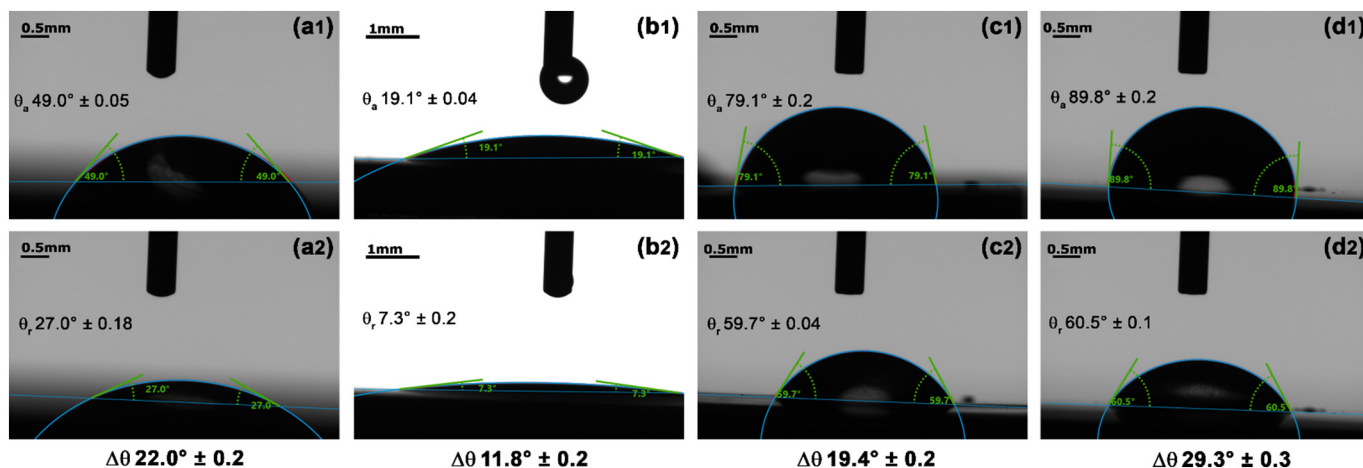 0.5mm
(a1)
θa 49.0° ± 0.05
49.0°
49.0°
1mm
(b1)
θa 19.1° ± 0.04
19.1°
19.1°
0.5mm
(c1)
θa 79.1° ± 0.2
79.1°
79.1°
0.5mm
(d1)
θa 89.8° ± 0.2
89.8°
89.8°
0.5mm
(a2)
θr 27.0° ± 0.18
27.0°
27.0
1mm
(b2)
θr 7.3° ± 0.2
7.3°
7.3°
0.5mm
(c2)
θr 59.7° ± 0.04
59.7°
59.7
0.5mm
(d2)
θr 60.5° ± 0.1
60.5°
60.5
Δθ 22.0° ± 0.2
Δθ 11.8° ± 0.2
Δθ 19.4° ± 0.2
Δθ 29.3° ± 0.3